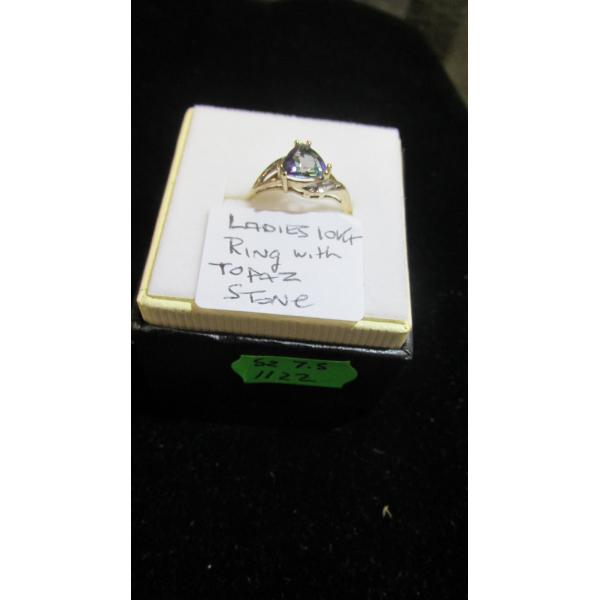 LADIES 10Kt
RING with
TOPAZ
STONe
SZ 7.5
1122